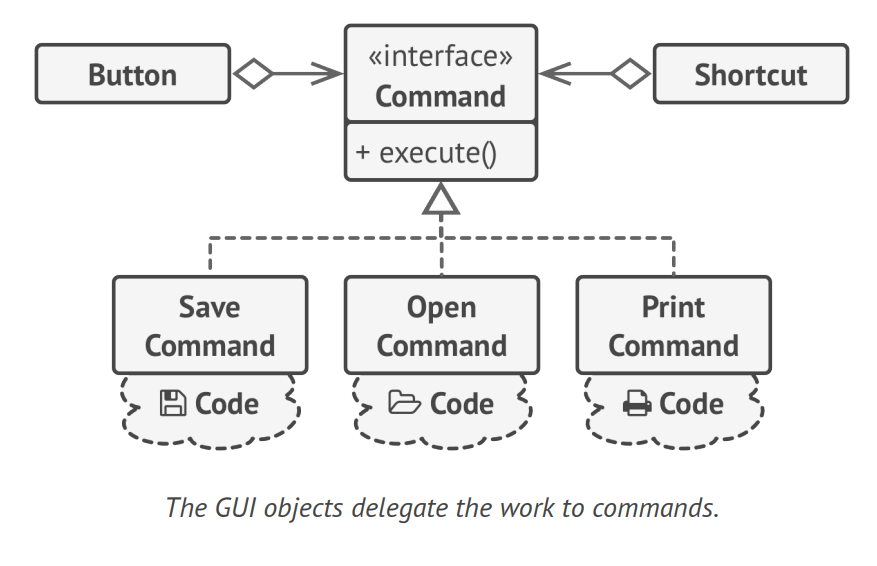 Button
«interface»
Command
Shortcut
+ execute()
Save
Command
Open
Command
Print
Command
Code
Code
Code
The GUI objects delegate the work to commands.